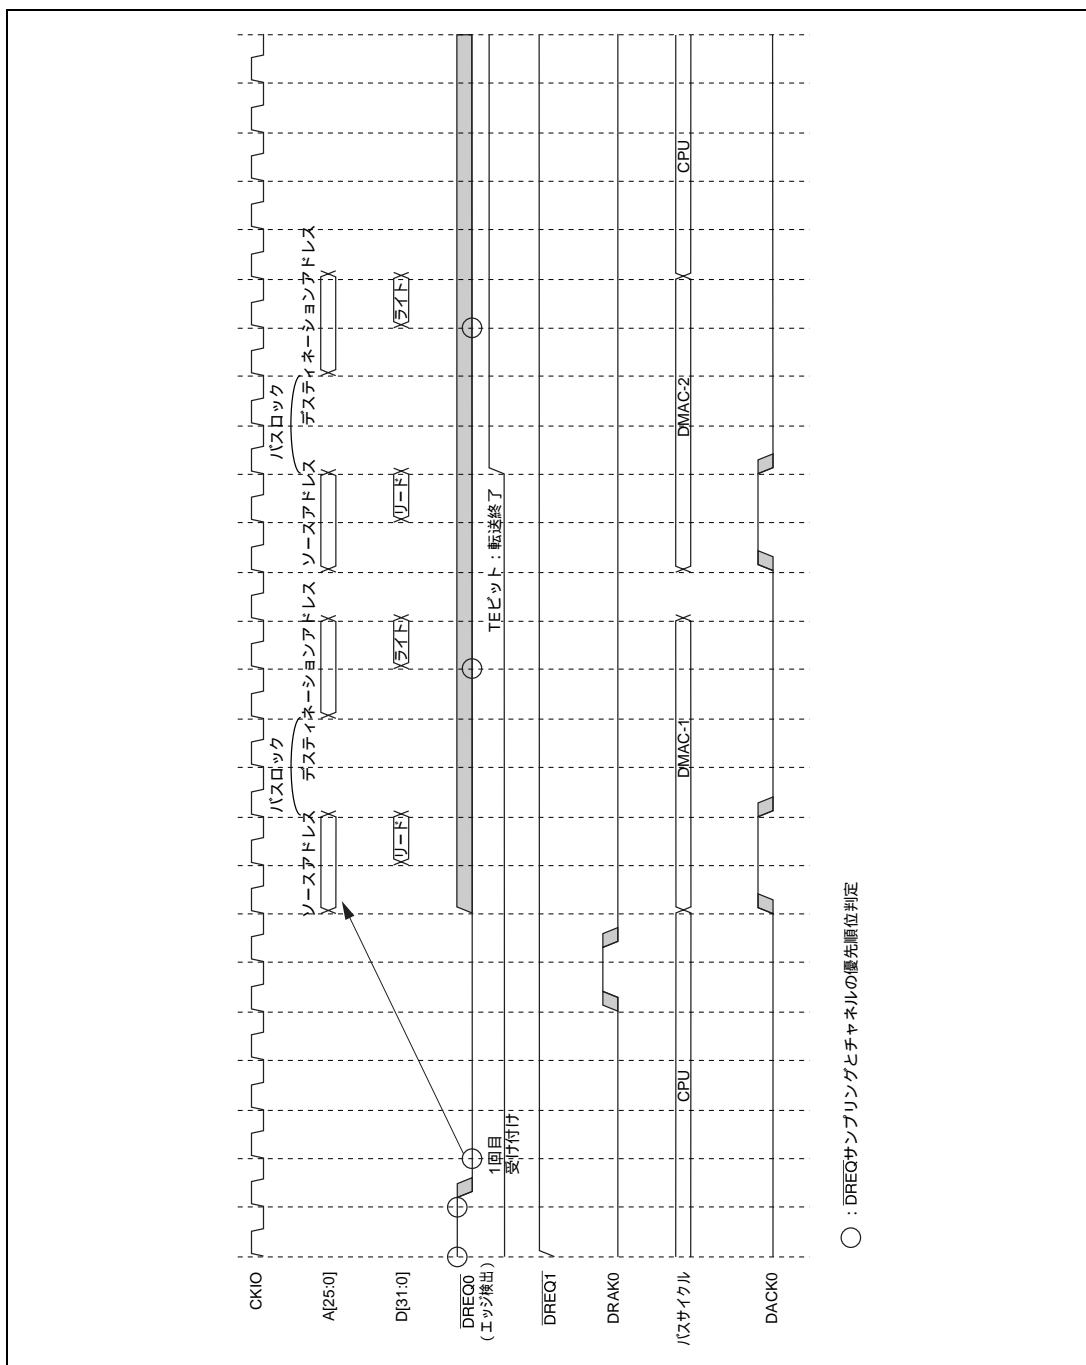 CKIO
バスロック
バスロック
A[25:0]
ソースアドレス
デスティネーションアドレス
ソースアドレス
デスティネーションアドレス
D[31:0]
リード
ライト
リード
ライト
DREQ0
(エッジ検出)
1回目
受け付け
TEビット:転送終了
DREQ1
DRAK0
バスサイクル
CPU
DMAC-1
DMAC-2
CPU
DACK0
○:DREQサンプリングとチャネルの優先順位判定